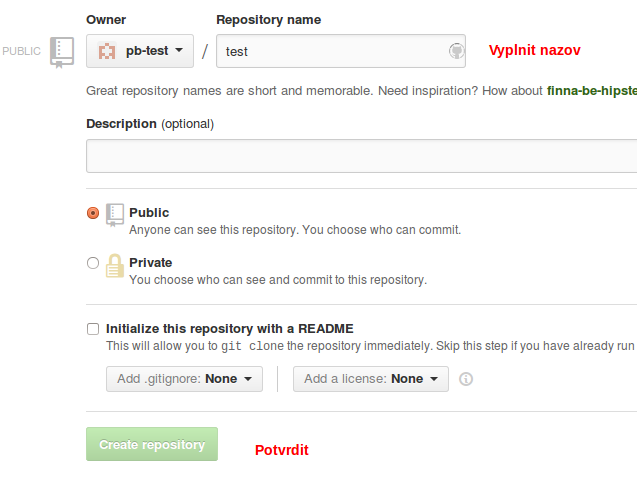 Owner Repository name
PUBLIC pb-test / test Vyplnit nazov
Great repository names are short and memorable. Need inspiration? How about finna-be-hipste
Description (optional)
Public
Anyone can see this repository. You choose who can commit.
Private
You choose who can see and commit to this repository.
Initialize this repository with a README
This will allow you to git clone the repository immediately. Skip this step if you have already run
Add .gitignore: None Add a license: None
Create repository Potvrdit